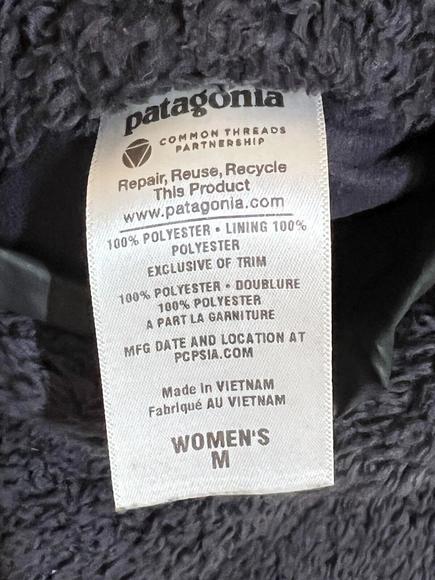 patagonia
COMMON THREADS
PARTNERSHIP
Repair, Reuse, Recycle
This Product
www.patagonia.com
100% POLYESTER • LINING 100%
POLYESTER
EXCLUSIVE OF TRIM
100% POLYESTER • DOUBLURE
100% POLYESTER
A PART LA GARNITURE
MFG DATE AND LOCATION AT
PCPSIA.COM
Made in VIETNAM
Fabriqué AU VIETNAM
WOMEN'S
M